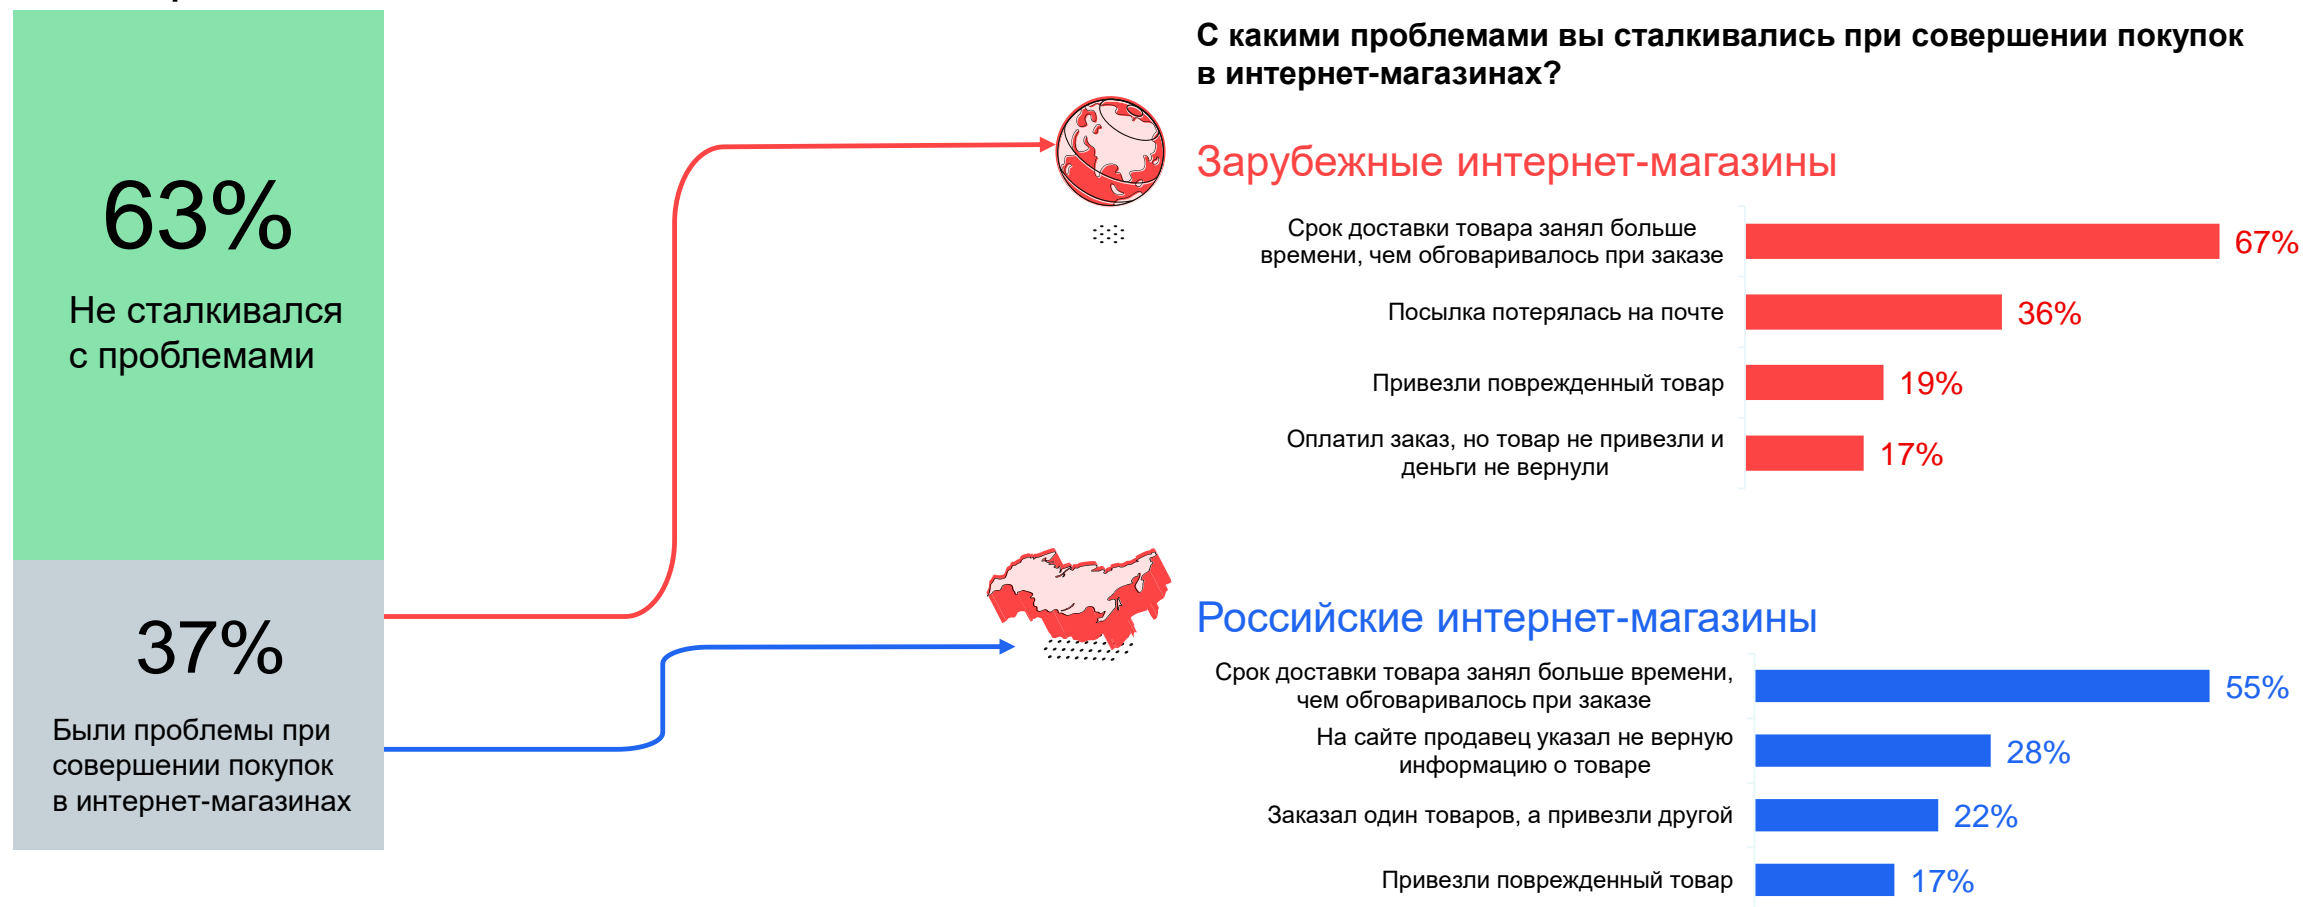 63%
Не сталкивался
с проблемами
37%
Были проблемы при
совершении покупок
в интернет-магазинах
С какими проблемами вы сталкивались при совершении покупок
в интернет-магазинах?
Зарубежные интернет-магазины
Срок доставки товара занял больше
времени, чем обговаривалось при заказе
67%
Посылка потерялась на почте
36%
Привезли поврежденный товар
19%
Оплатил заказ, но товар не привезли и
деньги не вернули
17%
Российские интернет-магазины
Срок доставки товара занял больше времени,
чем обговаривалось при заказе
55%
На сайте продавец указал не верную
информацию о товаре
28%
Заказал один товаров, а привезли другой
22%
Привезли поврежденный товар
17%